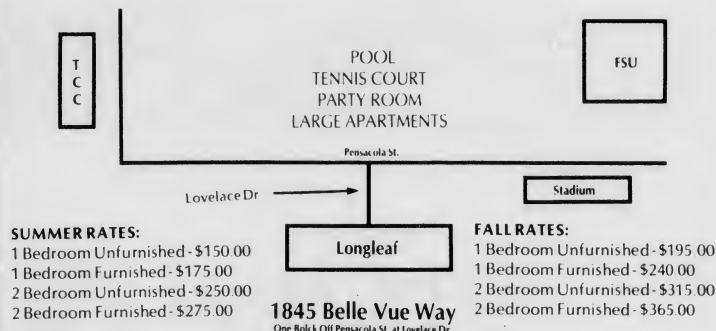 T
C
C
POOL
TENNIS COURT
PARTY ROOM
LARGE APARTMENTS
FSU
Pensacola St.
Lovelace Dr
Stadium
Longleaf
SUMMER RATES:
1 Bedroom Unfurnished - $150.00
1 Bedroom Furnished - $175.00
2 Bedroom Unfurnished - $250.00
2 Bedroom Furnished - $275.00
FALL RATES:
1 Bedroom Unfurnished - $195.00
1 Bedroom Furnished - $240.00
2 Bedroom Unfurnished - $315.00
2 Bedroom Furnished - $365.00
1845 Belle Vue Way
One Bolck Off Pensacola St. at Lovelace Dr.